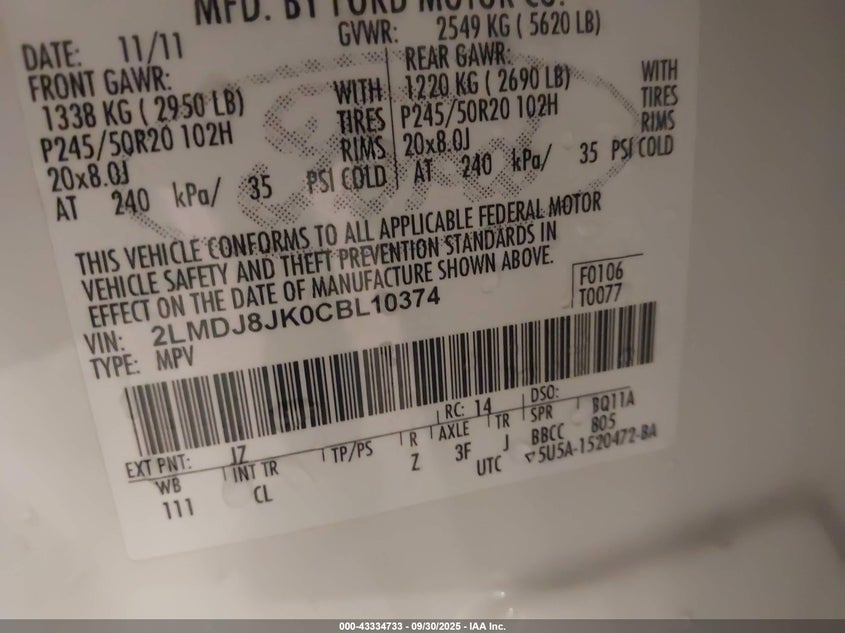 MFD. BY FORD MOTOR CO.
DATE: 11/11 GVWR: 2549 KG ( 5620 LB)
FRONT GAWR: REAR GAWR:
1338 KG ( 2950 LB) WITH 1220 KG ( 2690 LB) WITH
P245/50R20 102H TIRES P245/50R20 102H TIRES
20x8.0J RIMS 20x8.0J RIMS
AT 240 kPa/ 35 PSI COLD AT 240 kPa/ 35 PSI COLD
THIS VEHICLE CONFORMS TO ALL APPLICABLE FEDERAL MOTOR
VEHICLE SAFETY AND THEFT PREVENTION STANDARDS IN
EFFECT ON THE DATE OF MANUFACTURE SHOWN ABOVE.
F0106
T0077
VIN: 2LMDJ8JK0CBL10374
TYPE: MPV
EXT PNT: JZ RC: 14 DSO:
WB INT TR TP/PS R AXLE TR SPR BQ11A
111 CL Z 3F J BBCC 805
UTC 5U5A-1520472-BA
Ford
000-43334733 - 09/30/2025 - IAA Inc.